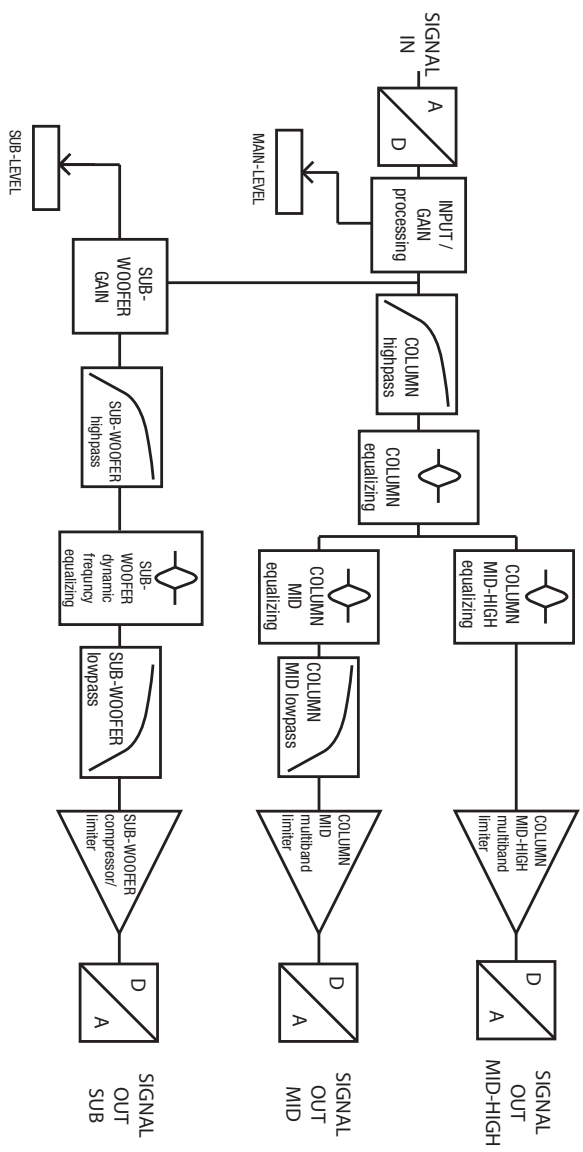 SIGNAL
IN
A
D
INPUT /
GAIN
processing
MAIN-LEVEL
COLUMN
highpass
COLUMN
equalizing
COLUMN
MID-HIGH
equalizing
COLUMN
MID-HIGH
multiband
limiter
D
A
SIGNAL
OUT
MID-HIGH
COLUMN
MID
equalizing
COLUMN
MID lowpass
COLUMN
MID
multiband
limiter
D
A
SIGNAL
OUT
MID
SUB-LEVEL
SUB-
WOOFER
GAIN
SUB-WOOFER
highpass
SUB-
WOOFER
dynamic
frequncy
equalizing
SUB-WOOFER
lowpass
SUB-WOOFER
compressor/
limiter
D
A
SIGNAL
OUT
SUB